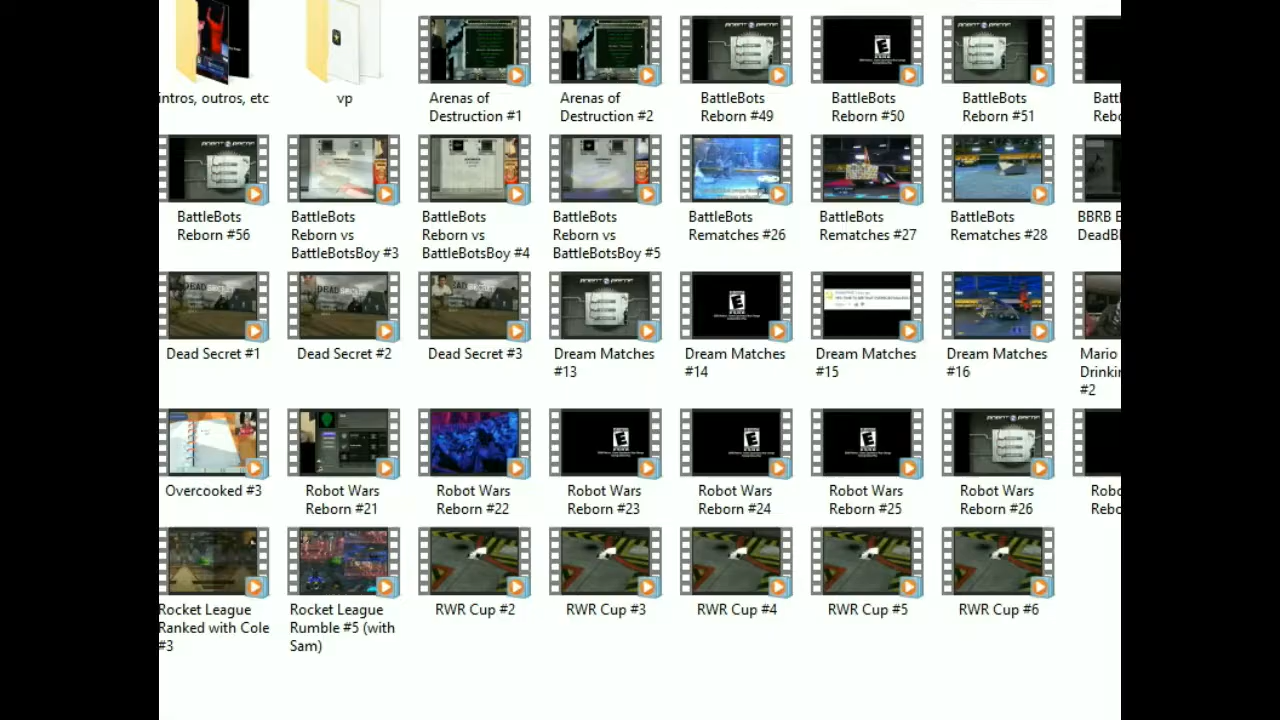 intros, outros, etc
vp
Arenas of
Destruction #1
Arenas of
Destruction #2
BattleBots
Reborn #49
BattleBots
Reborn #50
BattleBots
Reborn #51
BattleBots
Reborn #56
BattleBots
Reborn vs
BattleBotsBoy #3
BattleBots
Reborn vs
BattleBotsBoy #4
BattleBots
Reborn vs
BattleBotsBoy #5
BattleBots
Rematches #26
BattleBots
Rematches #27
BattleBots
Rematches #28
BBRB
Dead Secret #1
Dead Secret #2
Dead Secret #3
Dream Matches
#13
Dream Matches
#14
Dream Matches
#15
Dream Matches
#16
Mario
#2
Overcooked #3
Robot Wars
Reborn #21
Robot Wars
Reborn #22
Robot Wars
Reborn #23
Robot Wars
Reborn #24
Robot Wars
Reborn #25
Robot Wars
Reborn #26
Rocket League
Ranked with Cole
#3
Rocket League
Rumble #5 (with
Sam)
RWR Cup #2
RWR Cup #3
RWR Cup #4
RWR Cup #5
RWR Cup #6